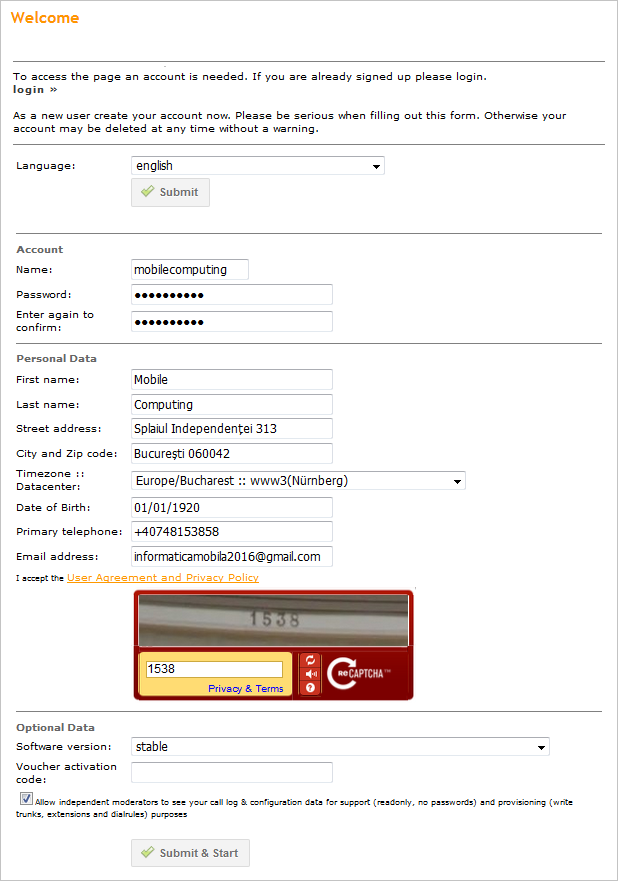 Welcome
To access the page an account is needed. If you are already signed up please login.
login »
As a new user create your account now. Please be serious when filling out this form. Otherwise your
account may be deleted at any time without a warning.
Language: english
Submit
Account
Name: mobilecomputing
Password: ●●●●●●●●●●
Enter again to
confirm: ●●●●●●●●●●
Personal Data
First name: Mobile
Last name: Computing
Street address: Splaiul Independenţei 313
City and Zip code: Bucureşti 060042
Timezone ::
Datacenter: Europe/Bucharest :: www3(Nürnberg)
Date of Birth: 01/01/1920
Primary telephone: +40748153858
Email address: informaticamobila2016@gmail.com
I accept the User Agreement and Privacy Policy
1538
1538
Privacy & Terms
reCAPTCHA™
Optional Data
Software version: stable
Voucher activation
code:
Allow independent moderators to see your call log & configuration data for support (readonly, no passwords) and provisioning (write
trunks, extensions and dialrules) purposes
Submit & Start